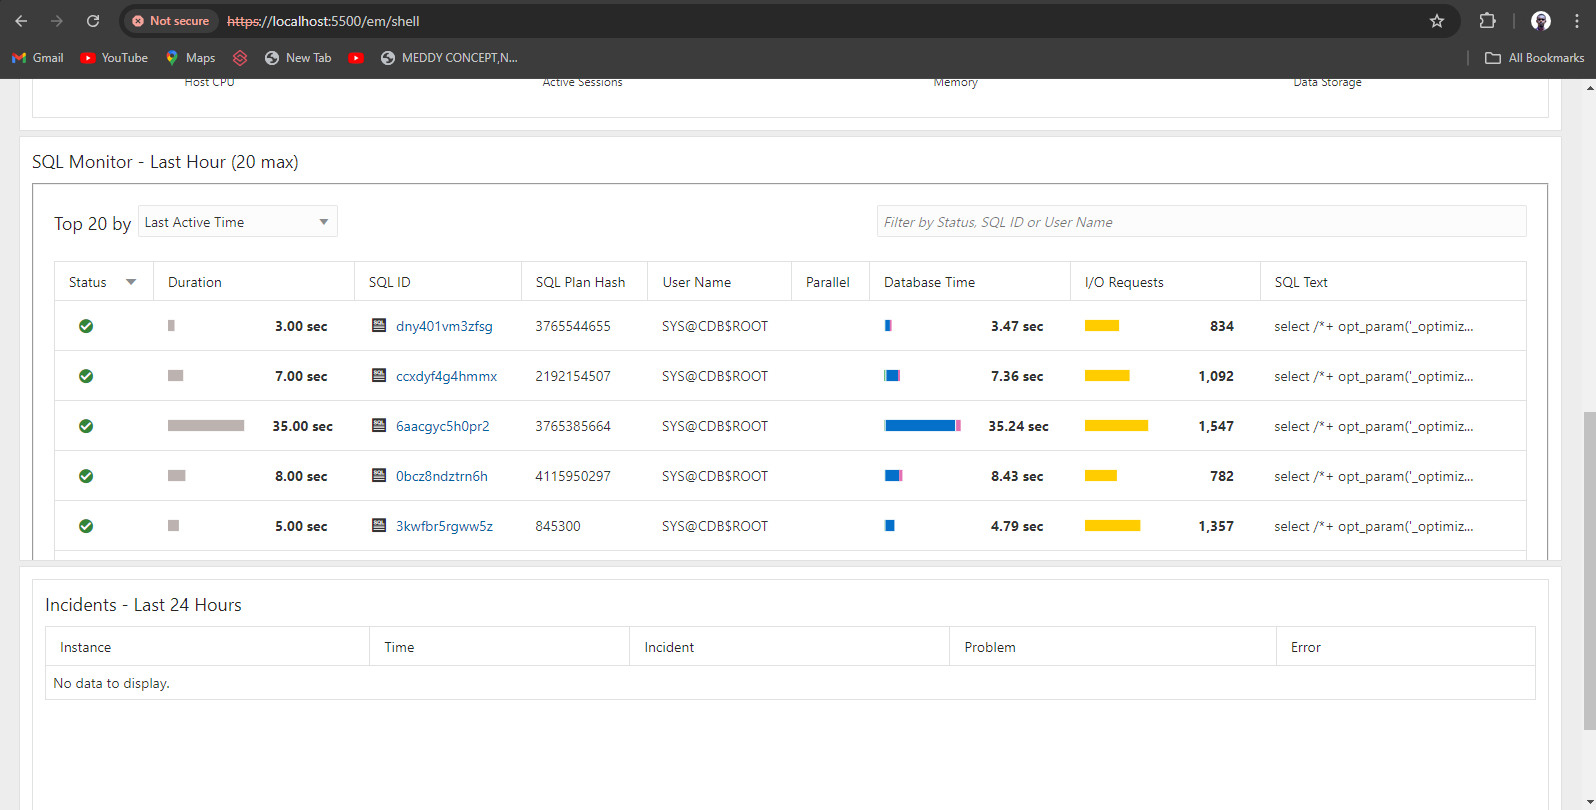 Not secure https://localhost:5500/em/shell
Gmail YouTube Maps New Tab MEDDY CONCEPT,N... All Bookmarks
Host CPU Active Sessions Memory Data Storage
SQL Monitor - Last Hour (20 max)
Top 20 by Last Active Time Filter by Status, SQL ID or User Name
Status Duration SQL ID SQL Plan Hash User Name Parallel Database Time I/O Requests SQL Text
3.00 sec SQL dny401vm3zfsg 3765544655 SYS@CDB$ROOT 3.47 sec 834 select /*+ opt_param('_optimiz...
7.00 sec SQL ccxdyf4g4hmmx 2192154507 SYS@CDB$ROOT 7.36 sec 1,092 select /*+ opt_param('_optimiz...
35.00 sec SQL 6aacgyc5h0pr2 3765385664 SYS@CDB$ROOT 35.24 sec 1,547 select /*+ opt_param('_optimiz...
8.00 sec SQL 0bcz8ndztrn6h 4115950297 SYS@CDB$ROOT 8.43 sec 782 select /*+ opt_param('_optimiz...
5.00 sec SQL 3kwfbr5rgww5z 845300 SYS@CDB$ROOT 4.79 sec 1,357 select /*+ opt_param('_optimiz...
Incidents - Last 24 Hours
Instance Time Incident Problem Error
No data to display.